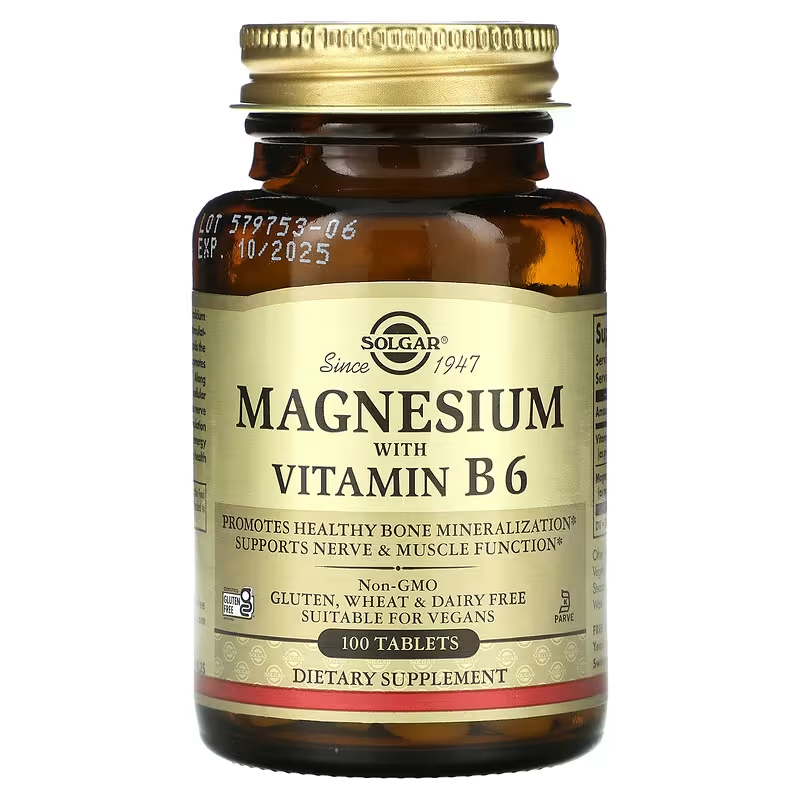 LOT 579753-06
EXP. 10/2025
SOLGAR®
Since 1947
MAGNESIUM
WITH
VITAMIN B6
PROMOTES HEALTHY BONE MINERALIZATION*
SUPPORTS NERVE & MUSCLE FUNCTION*
NON-GMO
GLUTEN, WHEAT & DAIRY FREE
SUITABLE FOR VEGANS
GLUTEN
FREE
K
PARVE
100 TABLETS
DIETARY SUPPLEMENT